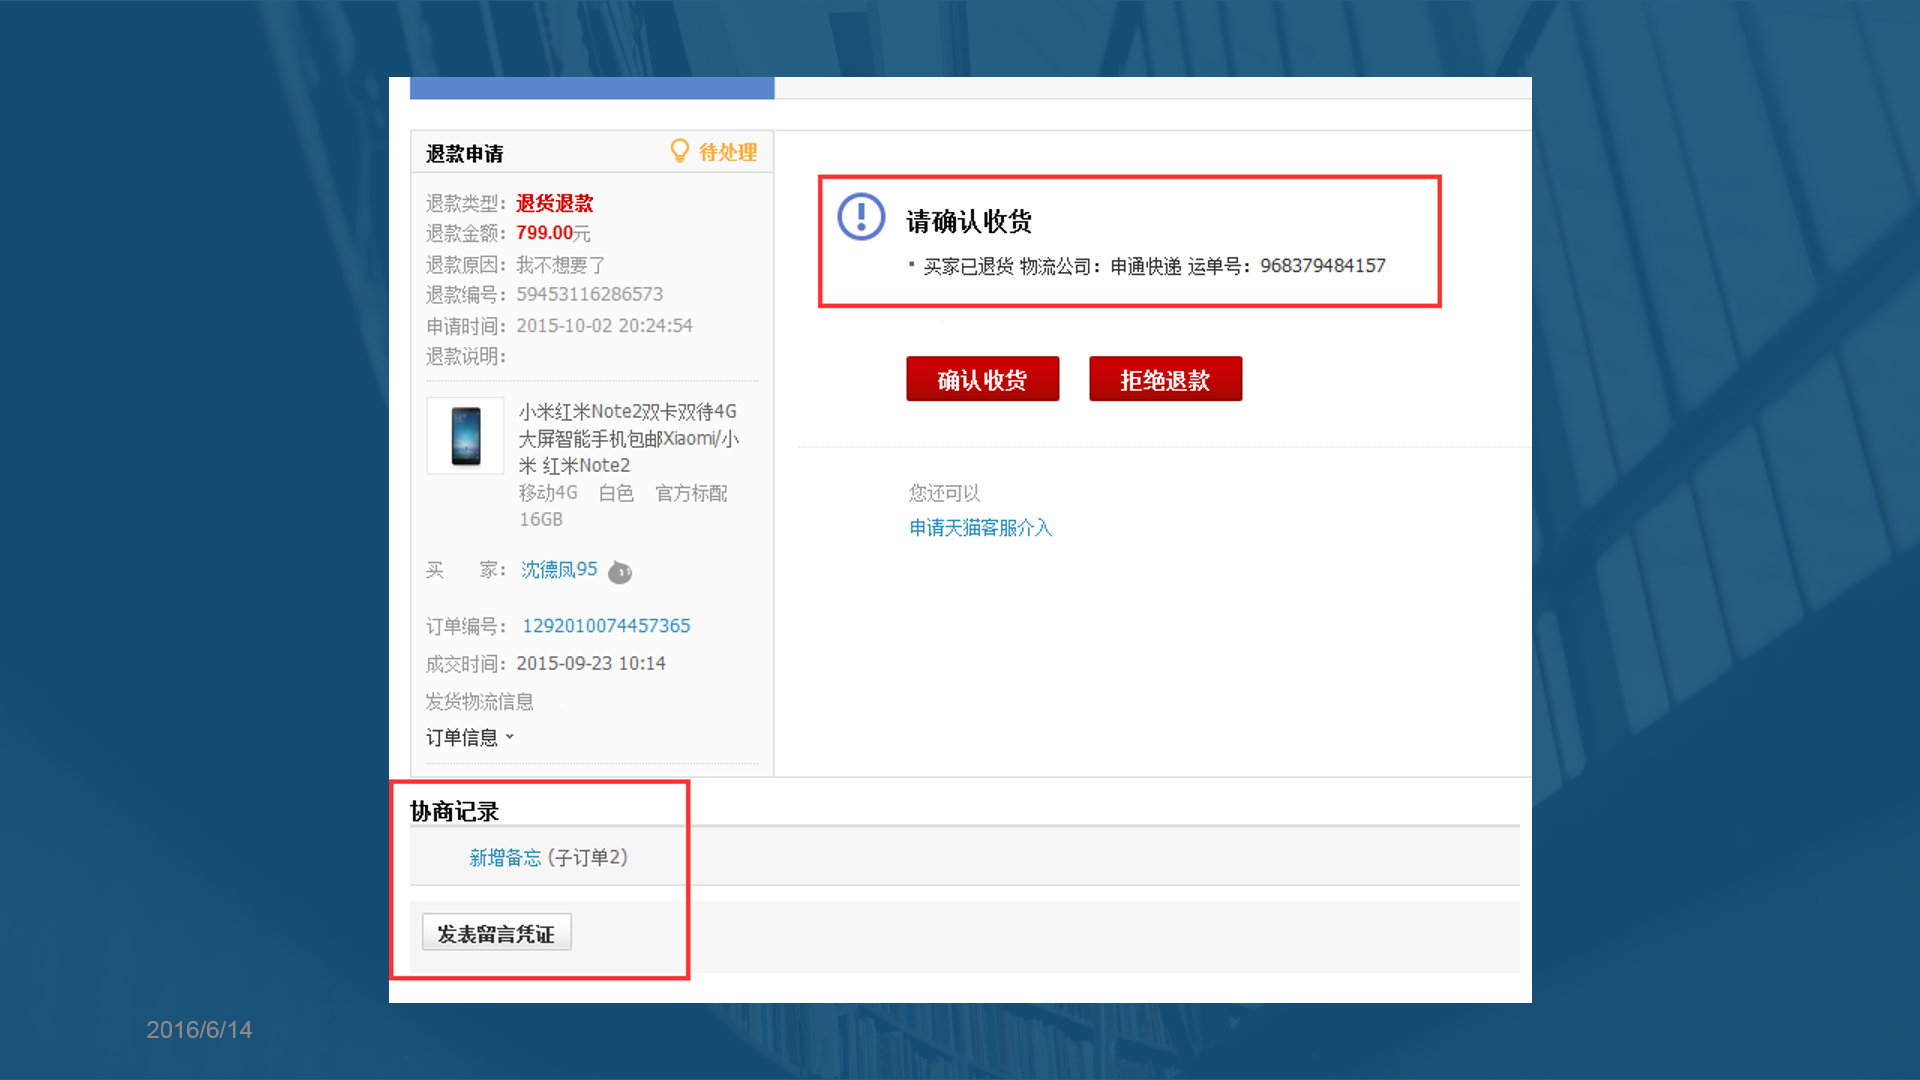 退款申请 待处理
退款类型： 退货退款
退款金额： 799.00元
退款原因： 我不想要了
退款编号： 59453116286573
申请时间： 2015-10-02 20:24:54
退款说明：
小米红米Note2双卡双待4G
大屏智能手机包邮Xiaomi/小
米 红米Note2
移动4G 白色 官方标配
16GB
买 家： 沈德凤95
订单编号： 1292010074457365
成交时间： 2015-09-23 10:14
发货物流信息
订单信息
请确认收货
买家已退货 物流公司：申通快递 运单号：968379484157
确认收货 拒绝退款
您还可以
申请天猫客服介入
协商记录
新增备忘 (子订单2)
发表留言凭证
2016/6/14